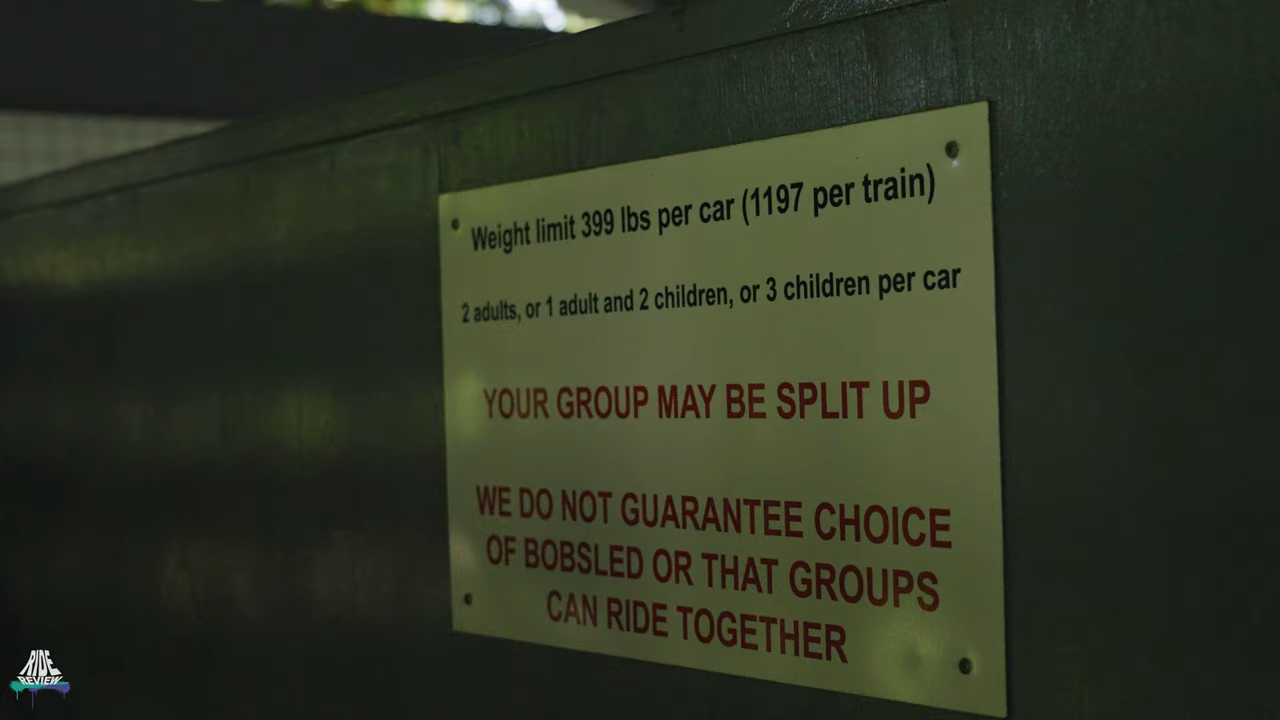 Weight limit 399 lbs per car (1197 per train)
2 adults, or 1 adult and 2 children, or 3 children per car
YOUR GROUP MAY BE SPLIT UP
WE DO NOT GUARANTEE CHOICE
OF BOBSLED OR THAT GROUPS
CAN RIDE TOGETHER
RIDE
REVIEW